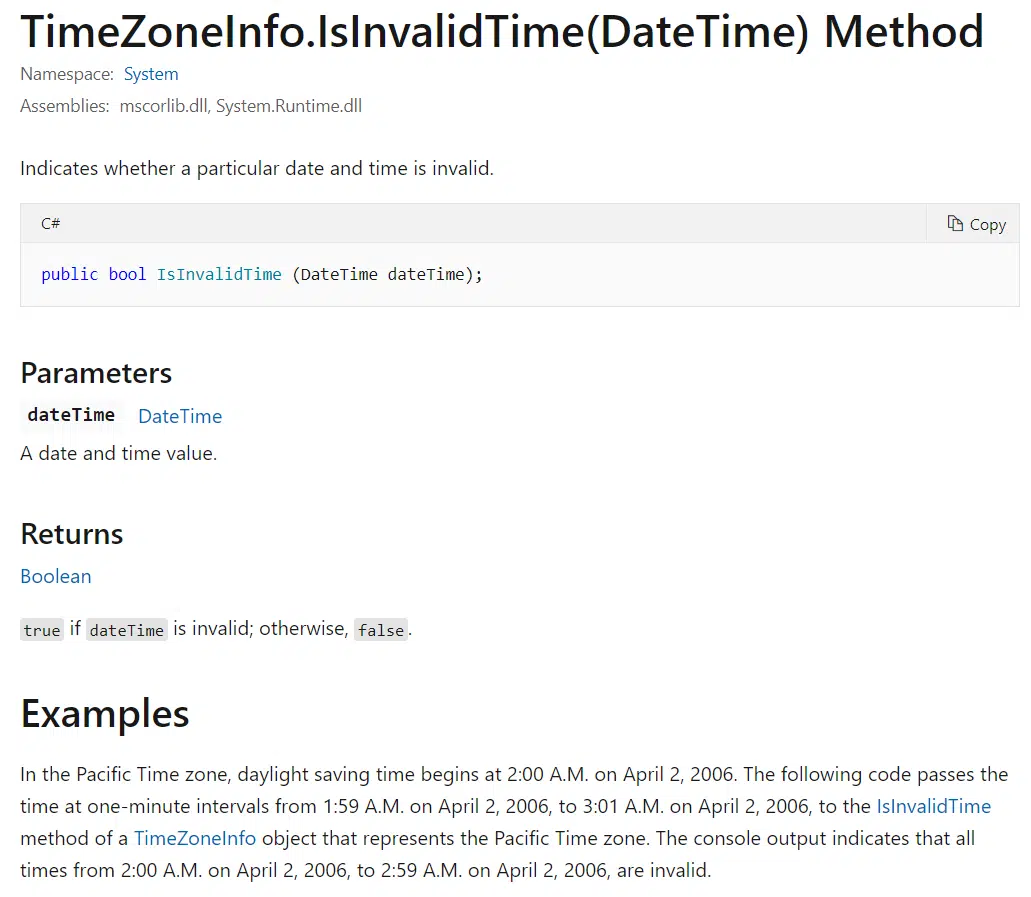 TimeZoneInfo.IsInvalidTime(DateTime) Method
Namespace: System
Assemblies: mscorlib.dll, System.Runtime.dll
Indicates whether a particular date and time is invalid.
C#
Copy
public bool IsInvalidTime (DateTime dateTime);
Parameters
dateTime DateTime
A date and time value.
Returns
Boolean
true if dateTime is invalid; otherwise, false.
Examples
In the Pacific Time zone, daylight saving time begins at 2:00 A.M. on April 2, 2006. The following code passes the
time at one-minute intervals from 1:59 A.M. on April 2, 2006, to 3:01 A.M. on April 2, 2006, to the IsInvalidTime
method of a TimeZoneInfo object that represents the Pacific Time zone. The console output indicates that all
times from 2:00 A.M. on April 2, 2006, to 2:59 A.M. on April 2, 2006, are invalid.